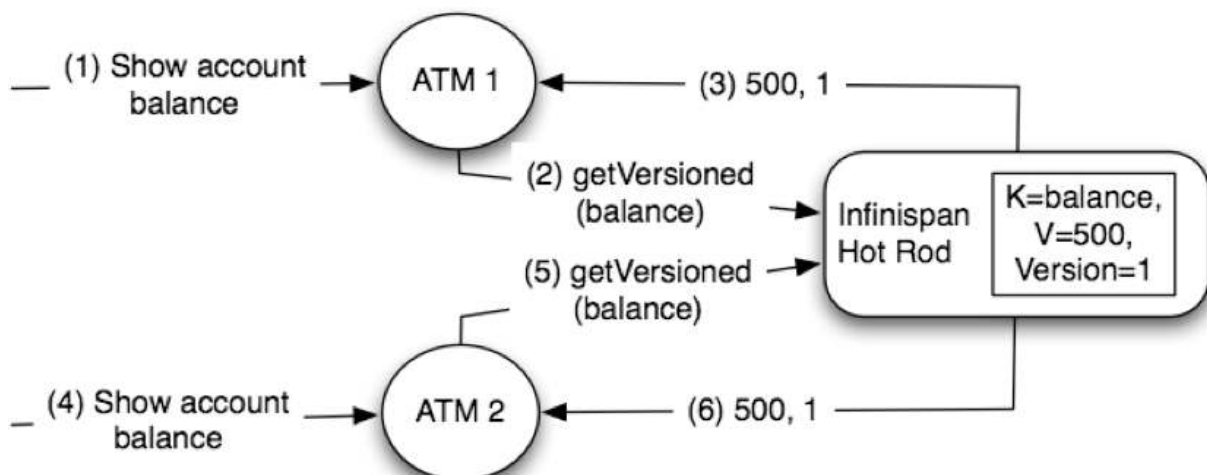 (1) Show account
balance
ATM 1
(3) 500, 1
(2) getVersioned
(balance)
Infinispan
Hot Rod
K=balance,
V=500,
Version=1
(5) getVersioned
(balance)
(4) Show account
balance
ATM 2
(6) 500, 1